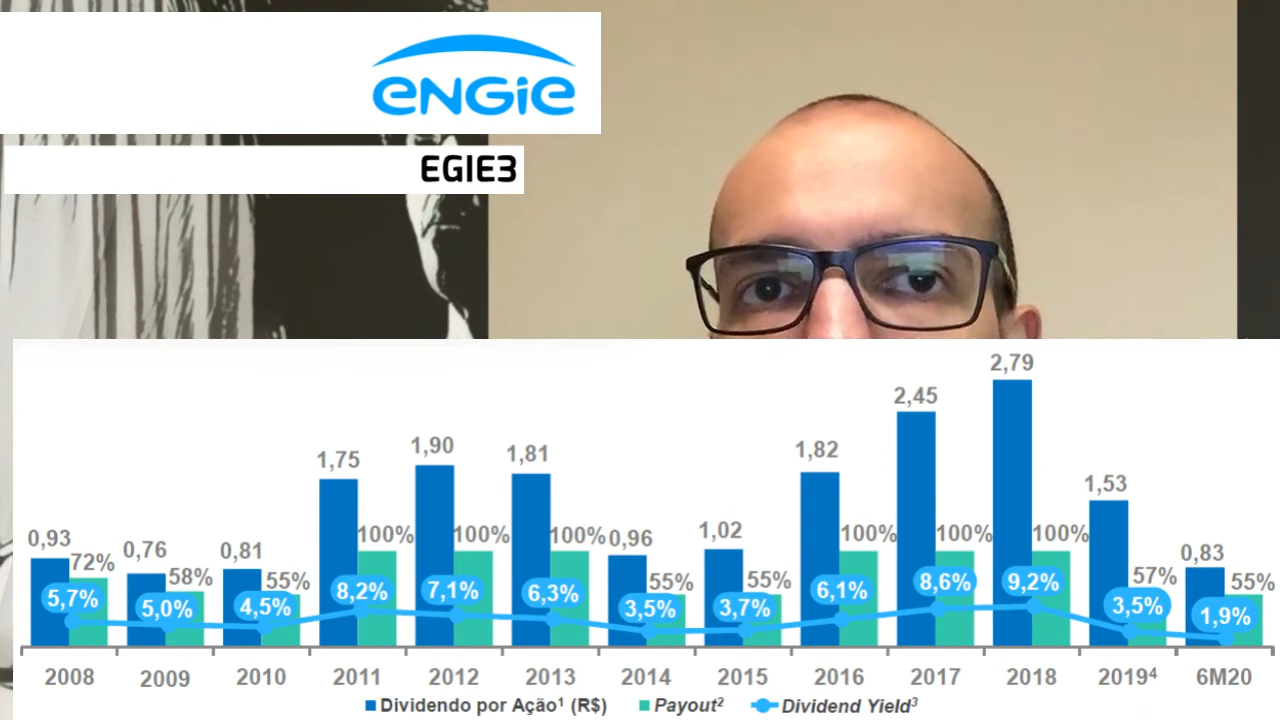 ENGIE
EGIE3
0,93 0,76 0,81 1,75 1,90 1,81 0,96 1,02 1,82 2,45 2,79 1,53 0,83
72% 58% 55% 100% 100% 100% 55% 55% 100% 100% 100% 57% 55%
5,7% 5,0% 4,5% 8,2% 7,1% 6,3% 3,5% 3,7% 6,1% 8,6% 9,2% 3,5% 1,9%
2008 2009 2010 2011 2012 2013 2014 2015 2016 2017 2018 2019⁴ 6M20
Dividendo por Ação¹ (R$) Payout² Dividend Yield³